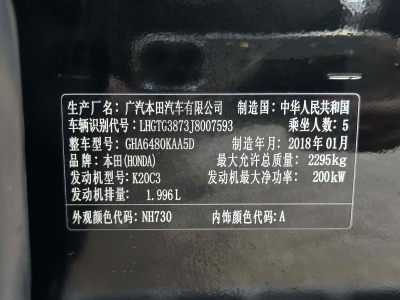 生产厂名：广汽本田汽车有限公司 制造国：中华人民共和国
车辆识别代号：LHGTG3873J8007593 乘坐人数：5
整车型号：GHA6480KAA5D 制造年月：2018年01月
品牌：本田(HONDA) 最大允许总质量：2295kg
发动机型号：K20C3 发动机最大净功率：200kW
发动机排量：1.996L
外观颜色代码：NH730 内饰颜色代码：A